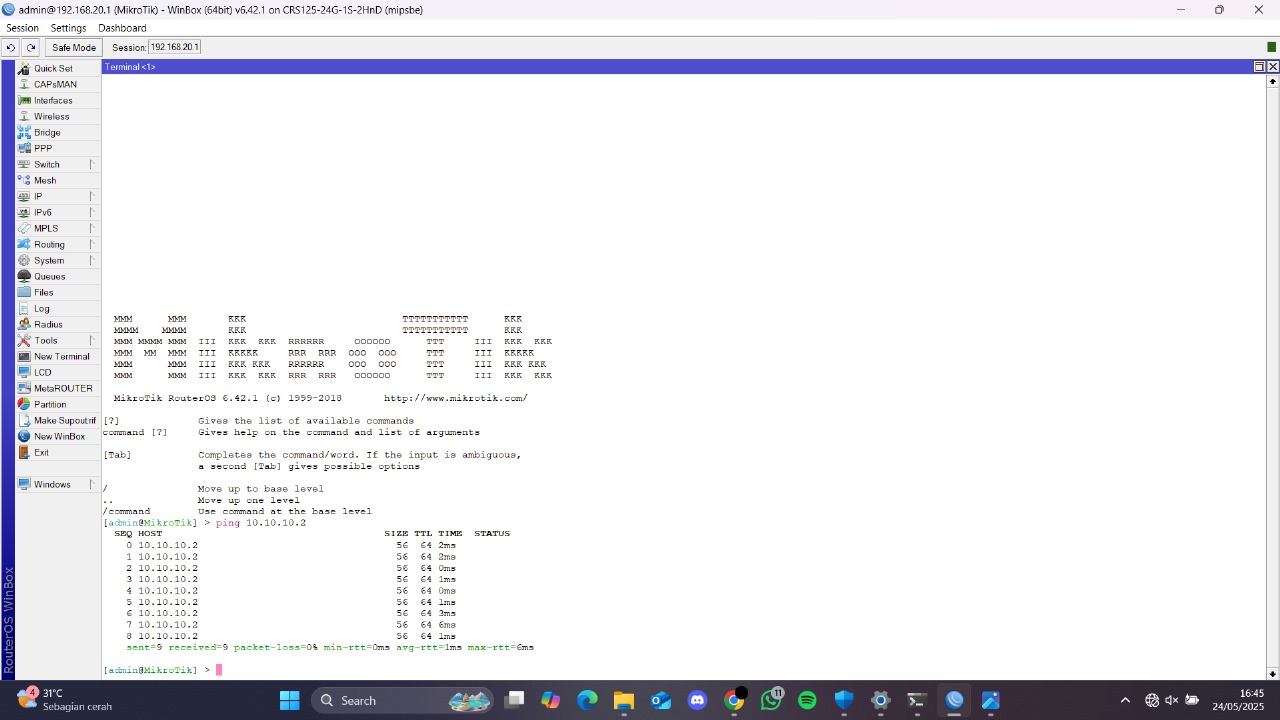 admin@192.168.20.1 (MikroTik) - WinBox (64bit) v6.42.1 on CRS125-24G-1S-2HnD (mipsbe)
Session Settings Dashboard
Safe Mode Session: 192.168.20.1
Terminal <1>
Quick Set
CAPsMAN
Interfaces
Wireless
Bridge
PPP
Switch
Mesh
IP
IPv6
MPLS
Routing
System
Queues
Files
Log
Radius
Tools
New Terminal
LCD
MetaROUTER
Partition
Make Supout.rif
New WinBox
Exit
Windows
RouterOS WinBox
MMM      MMM       KKK                          TTTTTTTTTTT      KKK
MMMM    MMMM       KKK                          TTTTTTTTTTT      KKK
MMM MMMM MMM  III  KKK  KKK  RRRRRR     OOOOOO      TTT     III  KKK  KKK
MMM  MM  MMM  III  KKKKK     RRR  RRR  OOO  OOO     TTT     III  KKKKK
MMM      MMM  III  KKK KKK   RRRRRR    OOO  OOO     TTT     III  KKK KKK
MMM      MMM  III  KKK  KKK  RRR  RRR   OOOOOO      TTT     III  KKK  KKK
MikroTik RouterOS 6.42.1 (c) 1999-2018       http://www.mikrotik.com/
[?]             Gives the list of available commands
command [?]     Gives help on the command and list of arguments
[Tab]           Completes the command/word. If the input is ambiguous,
a second [Tab] gives possible options
/               Move up to base level
..              Move up one level
/command        Use command at the base level
[admin@MikroTik] > ping 10.10.10.2
SEQ HOST                                     SIZE TTL TIME  STATUS
0 10.10.10.2                                 56  64 2ms
1 10.10.10.2                                 56  64 2ms
2 10.10.10.2                                 56  64 0ms
3 10.10.10.2                                 56  64 1ms
4 10.10.10.2                                 56  64 0ms
5 10.10.10.2                                 56  64 1ms
6 10.10.10.2                                 56  64 3ms
7 10.10.10.2                                 56  64 6ms
8 10.10.10.2                                 56  64 1ms
sent=9 received=9 packet-loss=0% min-rtt=0ms avg-rtt=1ms max-rtt=6ms
[admin@MikroTik] >
4
31°C
Sebagian cerah
Search
11
16:45
24/05/2025